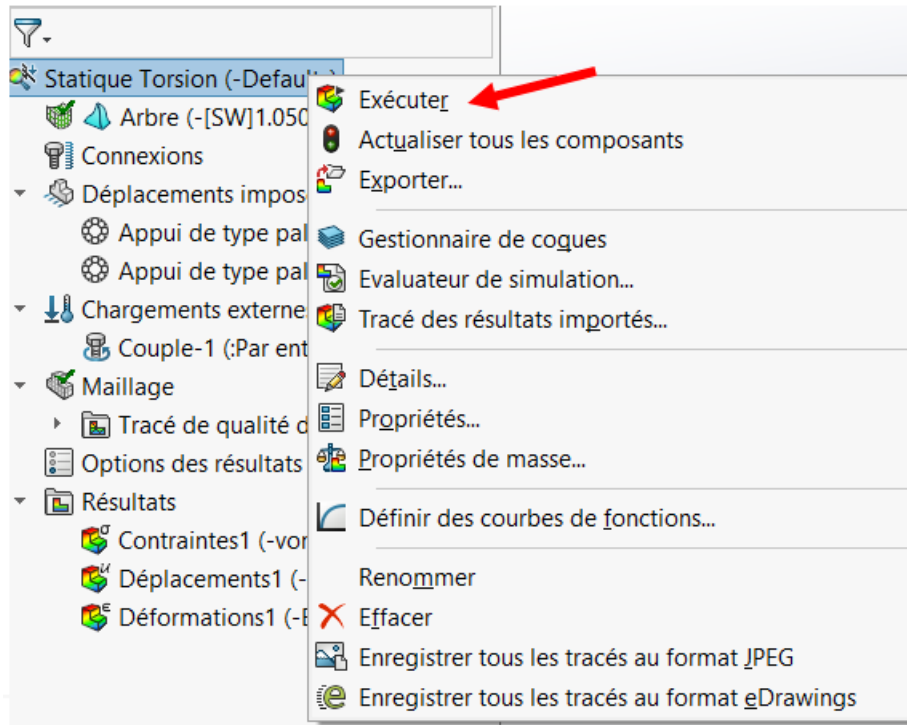 Statique Torsion (-Default-)
Arbre (-[SW]1.050
Connexions
Déplacements impos
Appui de type pal
Appui de type pal
Chargements externe
Couple-1 (:Par ent
Maillage
Tracé de qualité d
Options des résultats
Résultats
Contraintes1 (-vor
Déplacements1 (-
Déformations1 (-E
Exécuter
Actualiser tous les composants
Exporter...
Gestionnaire de coques
Evaluateur de simulation...
Tracé des résultats importés...
Détails...
Propriétés...
Propriétés de masse...
Définir des courbes de fonctions...
Renommer
Effacer
Enregistrer tous les tracés au format JPEG
Enregistrer tous les tracés au format eDrawings